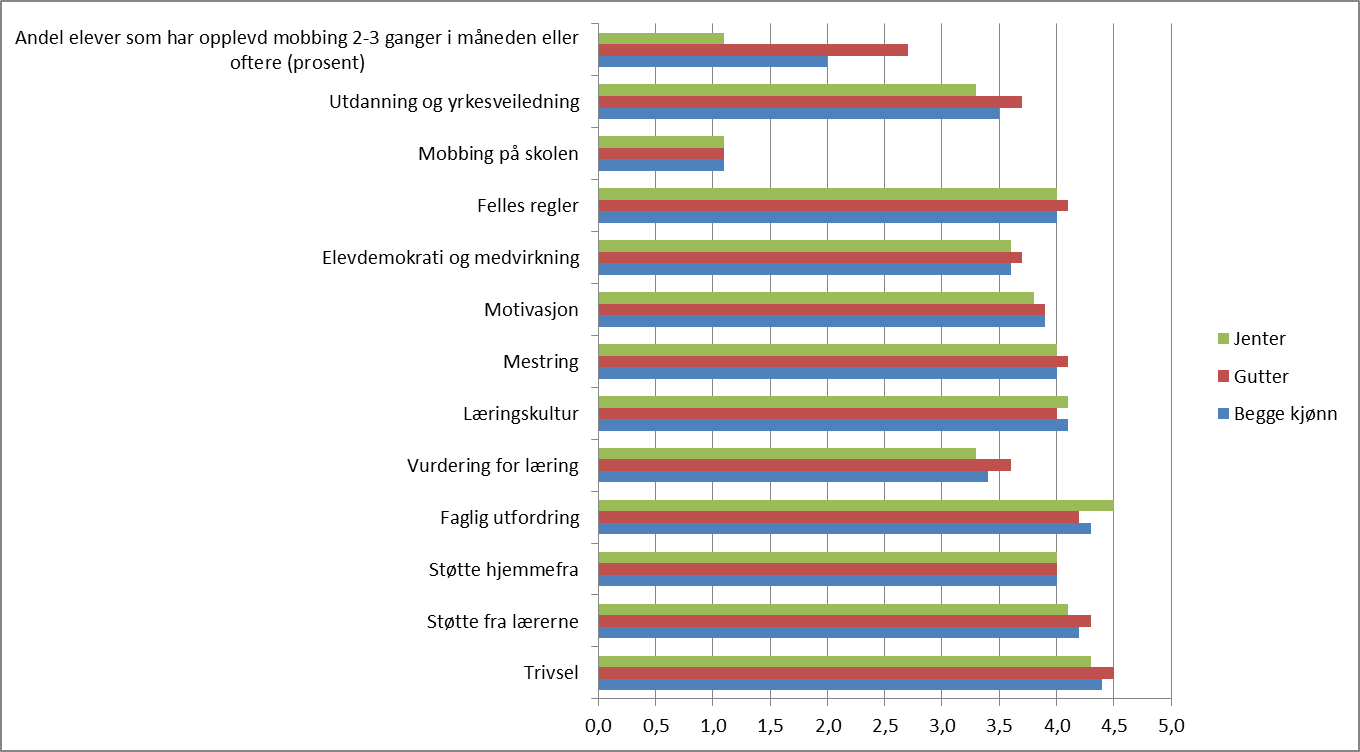 Andel elever som har opplevd mobbing 2-3 ganger i måneden eller
oftere (prosent)
Utdanning og yrkesveiledning
Mobbing på skolen
Felles regler
Elevdemokrati og medvirkning
Motivasjon
Mestring
Læringskultur
Vurdering for læring
Faglig utfordring
Støtte hjemmefra
Støtte fra lærerne
Trivsel
0,0 0,5 1,0 1,5 2,0 2,5 3,0 3,5 4,0 4,5 5,0
Jenter
Gutter
Begge kjønn